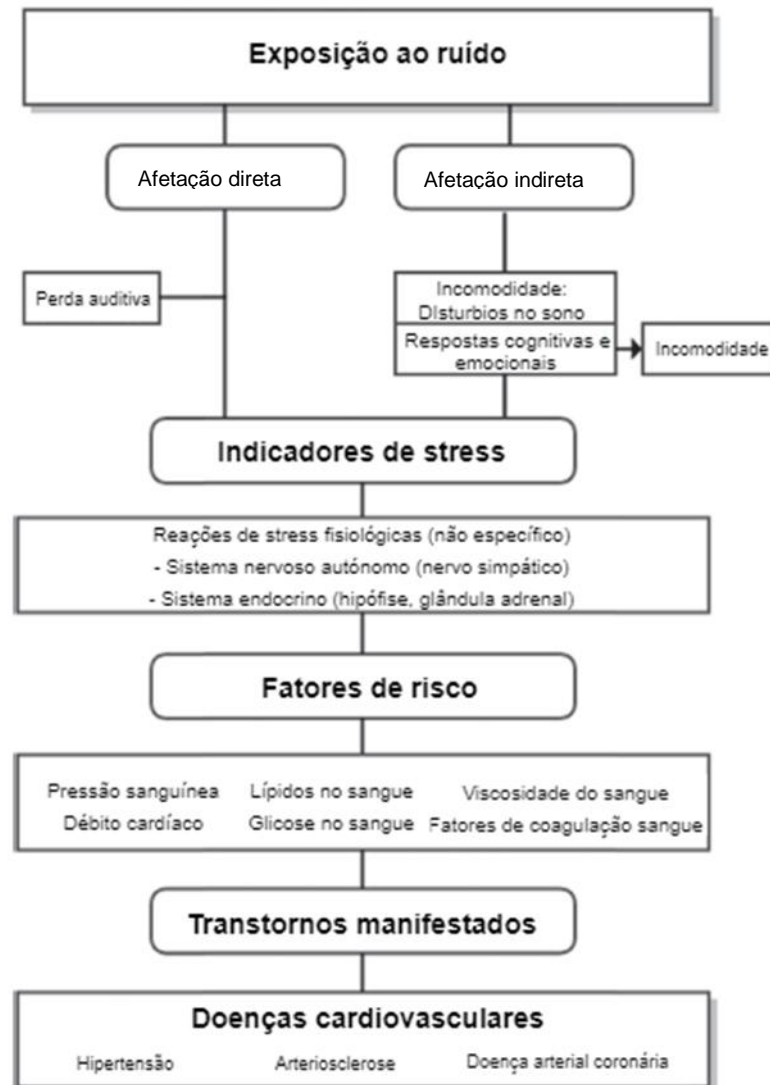 Exposição ao ruído
Afetação direta
Afetação indireta
Perda auditiva
Incomodidade:
DIsturbios no sono
Respostas cognitivas e
emocionais
Incomodidade
Indicadores de stress
Reações de stress fisiológicas (não específico)
- Sistema nervoso autónomo (nervo simpático)
- Sistema endocrino (hipófise, glândula adrenal)
Fatores de risco
Pressão sanguínea
Lípidos no sangue
Viscosidade do sangue
Débito cardíaco
Glicose no sangue
Fatores de coagulação sangue
Transtornos manifestados
Doenças cardiovasculares
Hipertensão
Arteriosclerose
Doença arterial coronária